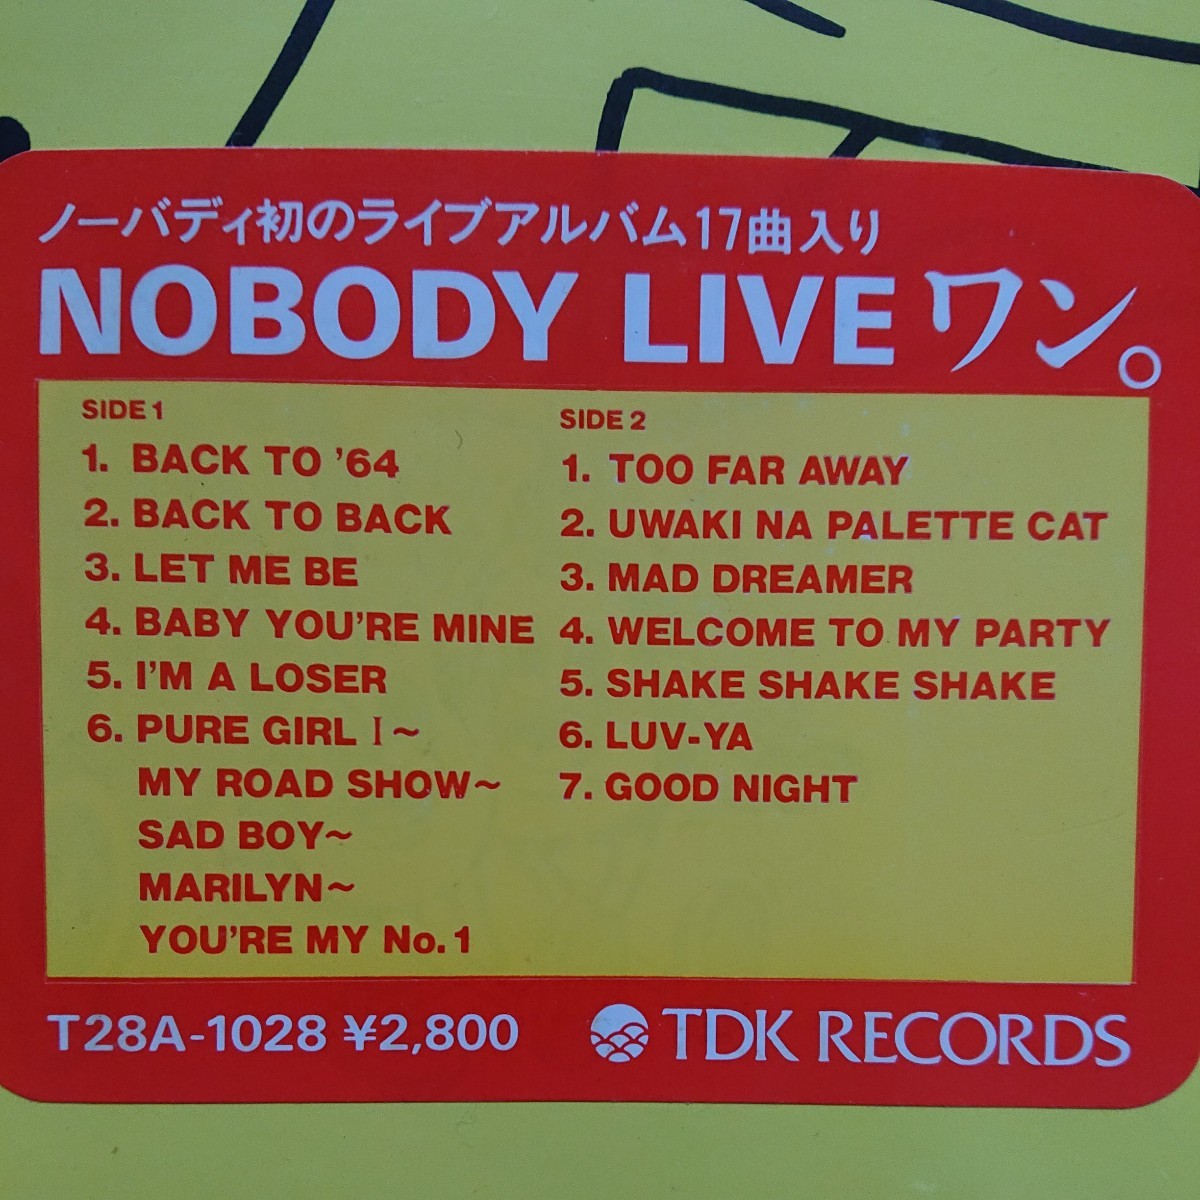 ノーバディ初のライブアルバム17曲入り
NOBODY LIVE ワン。
SIDE 1
1. BACK TO '64
2. BACK TO BACK
3. LET ME BE
4. BABY YOU'RE MINE
5. I'M A LOSER
6. PURE GIRL I~
MY ROAD SHOW~
SAD BOY~
MARILYN~
YOU'RE MY No.1
SIDE 2
1. TOO FAR AWAY
2. UWAKI NA PALETTE CAT
3. MAD DREAMER
4. WELCOME TO MY PARTY
5. SHAKE SHAKE SHAKE
6. LUV-YA
7. GOOD NIGHT
T28A-1028 ¥2,800
TDK RECORDS